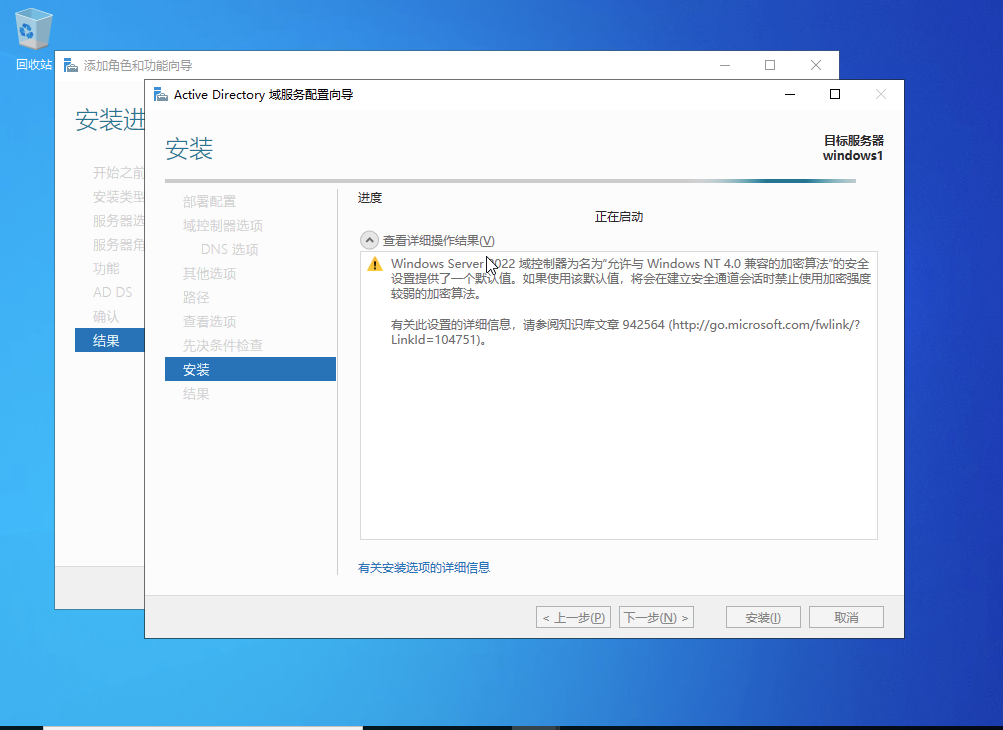 回收站
添加角色和功能向导
安装进
开始之前
安装类型
服务器选
服务器角
功能
AD DS
确认
结果
Active Directory 域服务配置向导
安装
目标服务器
windows1
部署配置
域控制器选项
DNS 选项
其他选项
路径
查看选项
先决条件检查
安装
结果
进度
正在启动
查看详细操作结果(V)
Windows Server 2022 域控制器为名为“允许与 Windows NT 4.0 兼容的加密算法”的安全
设置提供了一个默认值。如果使用该默认值，将会在建立安全通道会话时禁止使用加密强度
较弱的加密算法。
有关此设置的详细信息，请参阅知识库文章 942564 (http://go.microsoft.com/fwlink/?
LinkId=104751)。
有关安装选项的详细信息
< 上一步(P)
下一步(N) >
安装(I)
取消